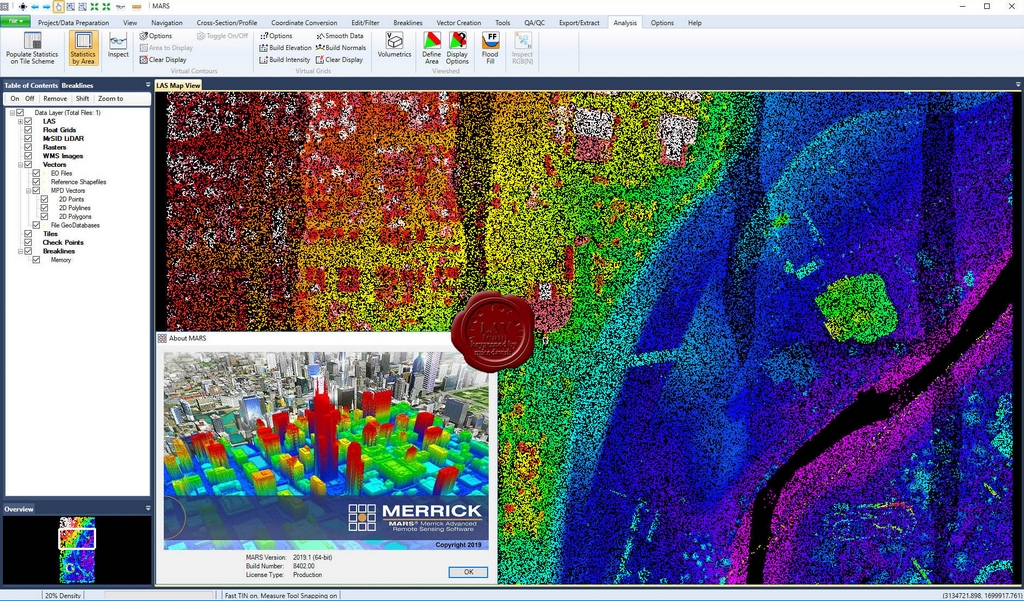 MARS
File
Project/Data Preparation View Navigation Cross-Section/Profile Coordinate Conversion Edit/Filter Breaklines Vector Creation Tools QA/QC Export/Extract Analysis Options Help
Populate Statistics
on Tile Scheme
Statistics
by Area
Inspect
Options
Toggle On/Off
Area to Display
Clear Display
Virtual Contours
Options
Smooth Data
Build Elevation
Build Normals
Build Intensity
Clear Display
Virtual Grids
Volumetrics
Define
Area
Display
Options
Viewshed
FF
Flood
Fill
Inspect
RGB(N)
Table of Contents Breaklines
On Off Remove Shift Zoom to
Data Layer (Total Files: 1)
LAS
Float Grids
MrSID LiDAR
Rasters
WMS Images
Vectors
EO Files
Reference Shapefiles
MPD Vectors
2D Points
2D Polylines
2D Polygons
File GeoDatabases
Tiles
Check Points
Breaklines
Memory
Overview
LAS Map View
About MARS
MERRICK
MARS® Merrick Advanced
Remote Sensing Software
Copyright 2019
MARS Version: 2019.1 (64-bit)
Build Number: 8402.00
License Type: Production
OK
20% Density
Fast TIN on, Measure Tool Snapping on
(3134721.898, 1699917.761)